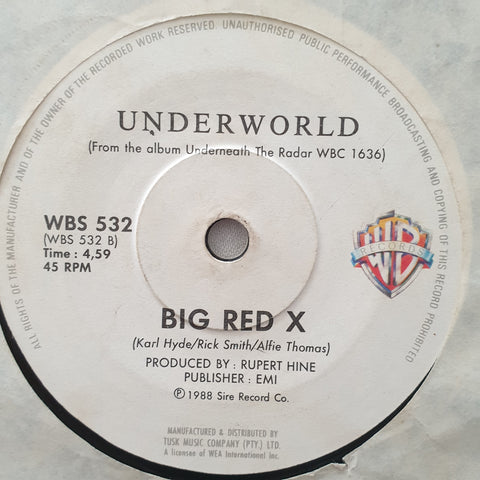 ALL RIGHTS OF THE MANUFACTURER AND OF THE OWNER OF THE RECORDED WORK RESERVED. UNAUTHORISED PUBLIC PERFORMANCE BROADCASTING AND COPYING OF THIS RECORD PROHIBITED
UNDERWORLD
(From the album Underneath The Radar WBC 1636)
WBS 532
(WBS 532 B)
Time : 4,59
45 RPM
WB
RECORDS
BIG RED X
(Karl Hyde/Rick Smith/Alfie Thomas)
PRODUCED BY : RUPERT HINE
PUBLISHER : EMI
℗ 1988 Sire Record Co.
MANUFACTURED & DISTRIBUTED BY
TUSK MUSIC COMPANY (PTY.) LTD.
A licensee of WEA International Inc.